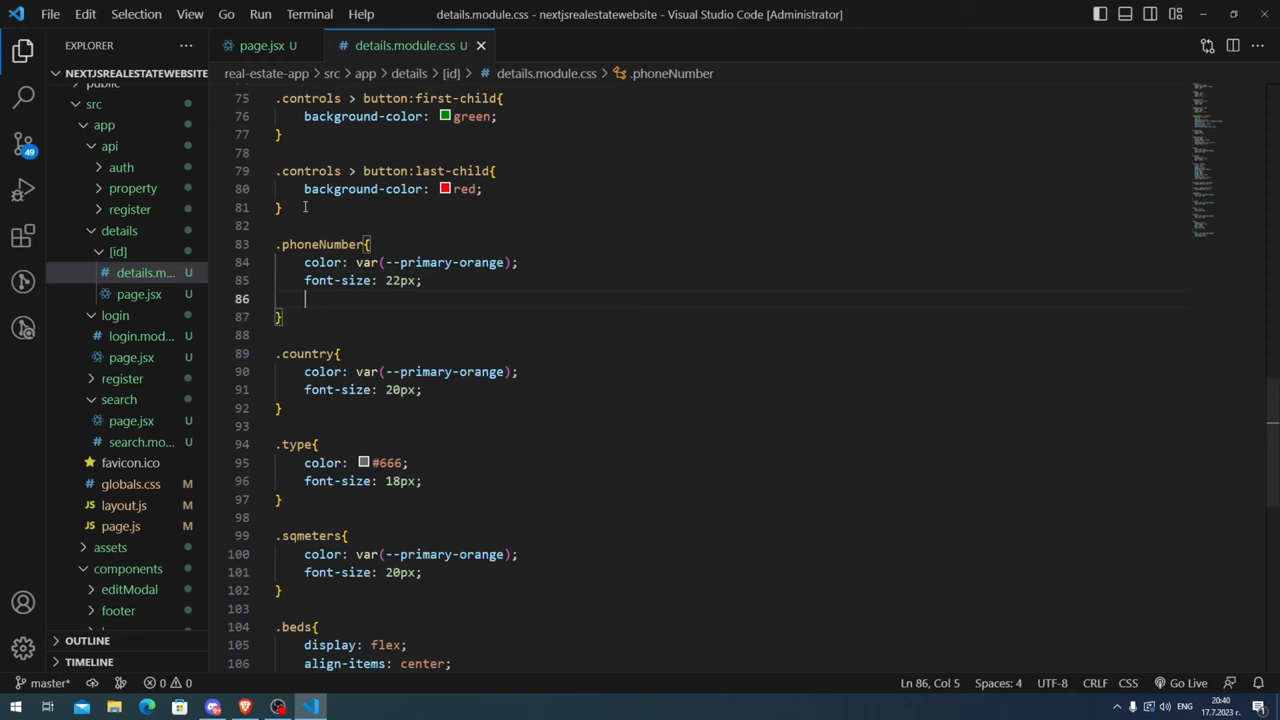 File Edit Selection View Go Run Terminal Help
details.module.css - nextjsrealestatewebsite - Visual Studio Code [Administrator]
EXPLORER
page.jsx U
details.module.css U
NEXTJSREALESTATEWEBSITE
real-estate-app > src > app > details > [id] > # details.module.css > .phoneNumber
src
app
api
auth
property
register
details
[id]
# details.m... U
page.jsx U
login
# login.mod... U
page.jsx U
register
search
page.jsx U
# search.mo... U
favicon.ico
# globals.css M
JS layout.js M
JS page.js M
assets
components
editModal
footer
OUTLINE
TIMELINE
49
75 .controls > button:first-child{
76 background-color: green;
77 }
78
79 .controls > button:last-child{
80 background-color: red;
81 }
82
83 .phoneNumber{
84 color: var(--primary-orange);
85 font-size: 22px;
86
87 }
88
89 .country{
90 color: var(--primary-orange);
91 font-size: 20px;
92 }
93
94 .type{
95 color: #666;
96 font-size: 18px;
97 }
98
99 .sqmeters{
100 color: var(--primary-orange);
101 font-size: 20px;
102 }
103
104 .beds{
105 display: flex;
106 align-items: center;
master* 0 0
Ln 86, Col 5 Spaces: 4 UTF-8 CRLF CSS Go Live
ENG
20:40
17.7.2023 г.